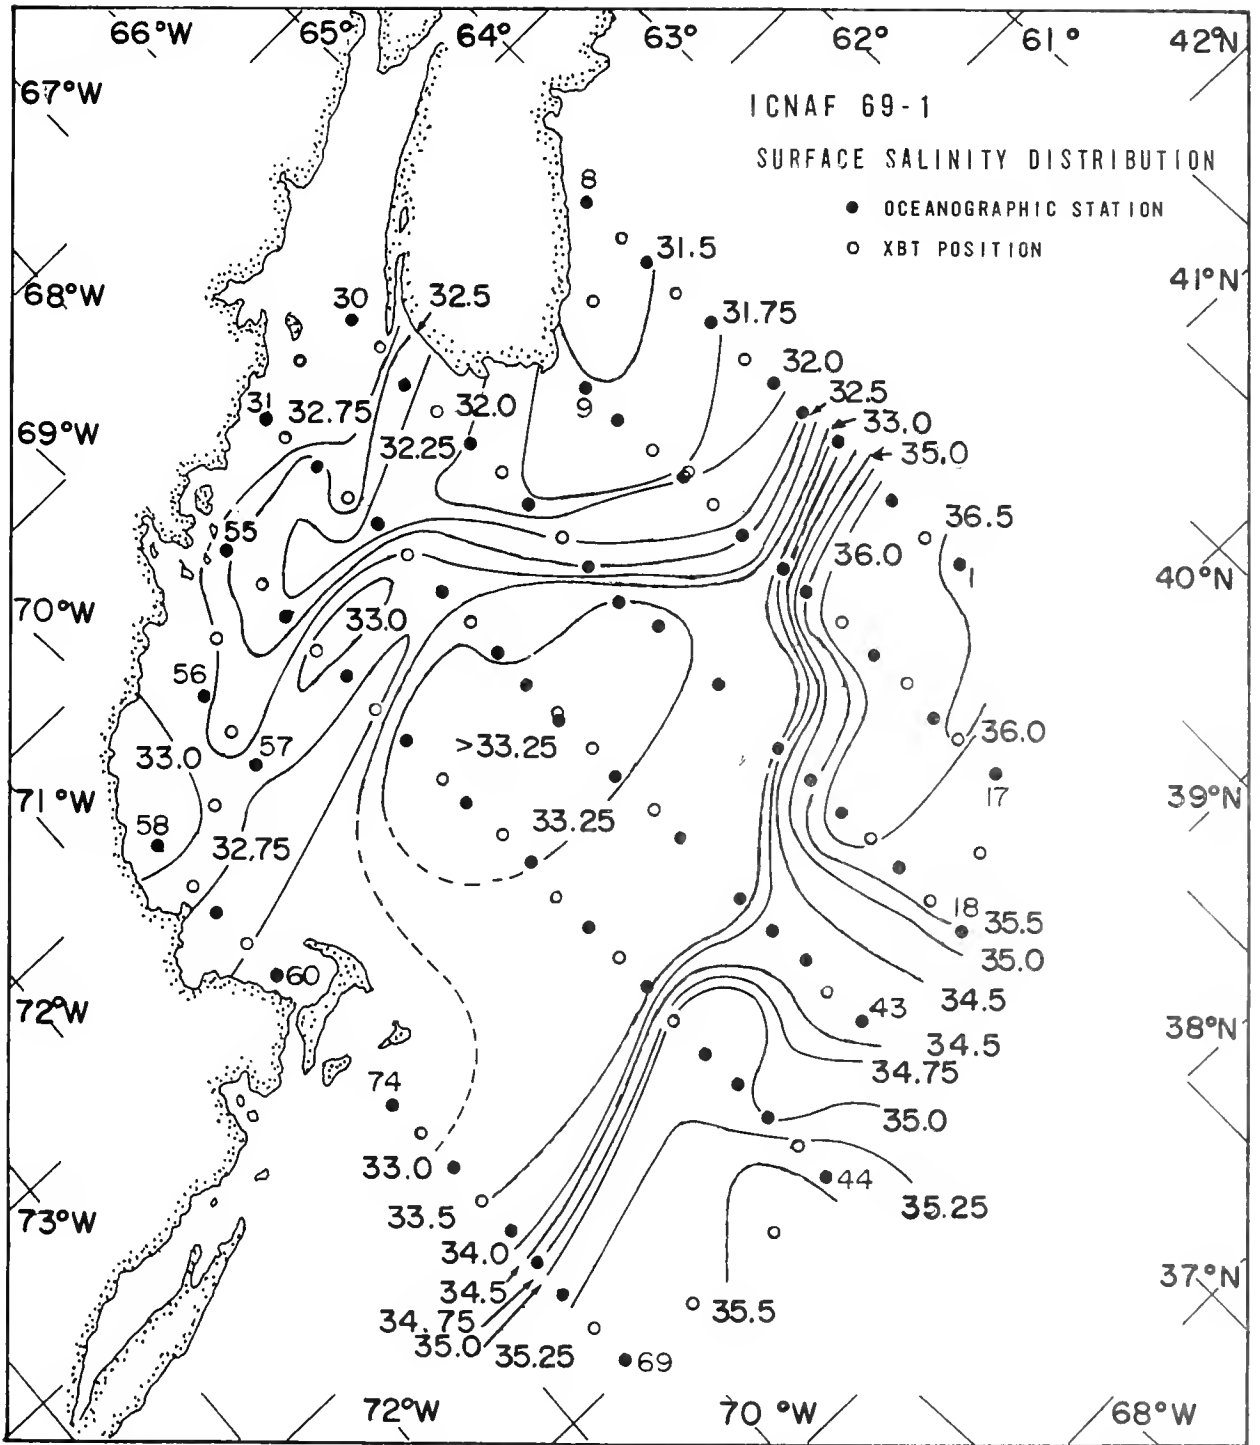 66°W 65° 64° 63° 62° 61° 42°N
67°W
ICNAF 69-1
SURFACE SALINITY DISTRIBUTION
● OCEANOGRAPHIC STATION
○ XBT POSITION
8
31.5
41°N
68°W
30
32.5
31.75
32.0
32.5
33.0
35.0
9
31
32.75
32.0
32.25
69°W
36.5
55
36.0
1
40°N
70°W
33.0
56
33.0
57
>33.25
36.0
17
39°N
71°W
58
32.75
33.25
18
35.5
35.0
60
34.5
72°W
43
34.5
38°N
34.75
74
35.0
33.0
44
35.25
73°W
33.5
34.0
34.5
34.75
35.0
35.25
35.5
37°N
69
72°W 70°W 68°W